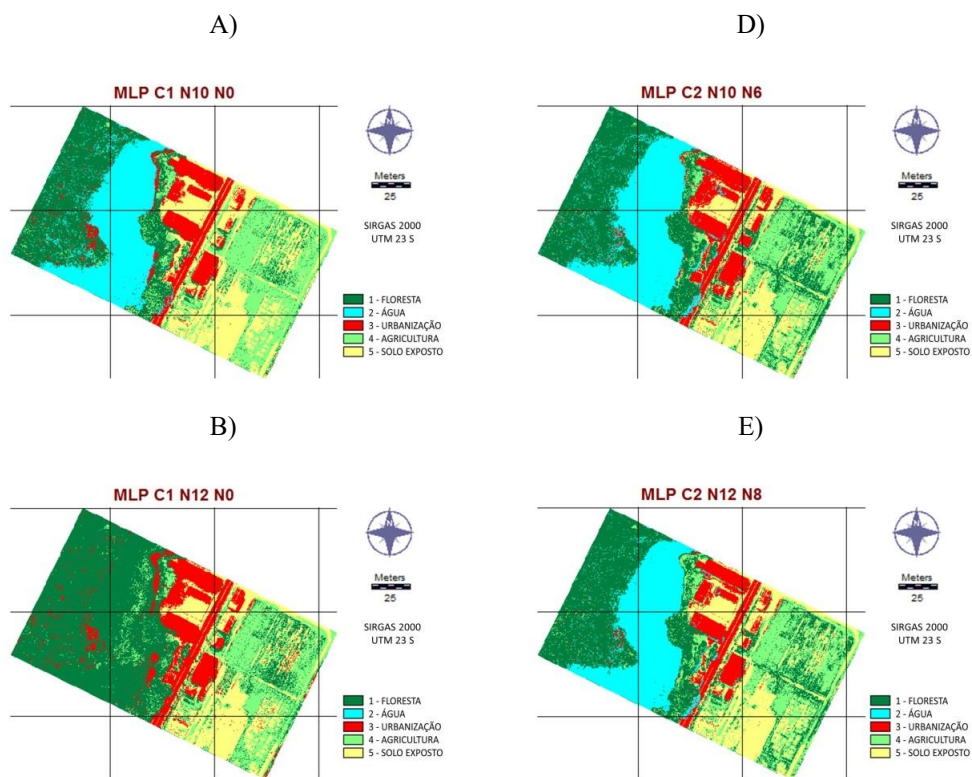 A)
MLP C1 N10 N0
N
Meters
25
SIRGAS 2000
UTM 23 S
1 - FLORESTA
2 - ÁGUA
3 - URBANIZAÇÃO
4 - AGRICULTURA
5 - SOLO EXPOSTO
D)
MLP C2 N10 N6
N
Meters
25
SIRGAS 2000
UTM 23 S
1 - FLORESTA
2 - ÁGUA
3 - URBANIZAÇÃO
4 - AGRICULTURA
5 - SOLO EXPOSTO
B)
MLP C1 N12 N0
N
Meters
25
SIRGAS 2000
UTM 23 S
1 - FLORESTA
2 - ÁGUA
3 - URBANIZAÇÃO
4 - AGRICULTURA
5 - SOLO EXPOSTO
E)
MLP C2 N12 N8
N
Meters
25
SIRGAS 2000
UTM 23 S
1 - FLORESTA
2 - ÁGUA
3 - URBANIZAÇÃO
4 - AGRICULTURA
5 - SOLO EXPOSTO